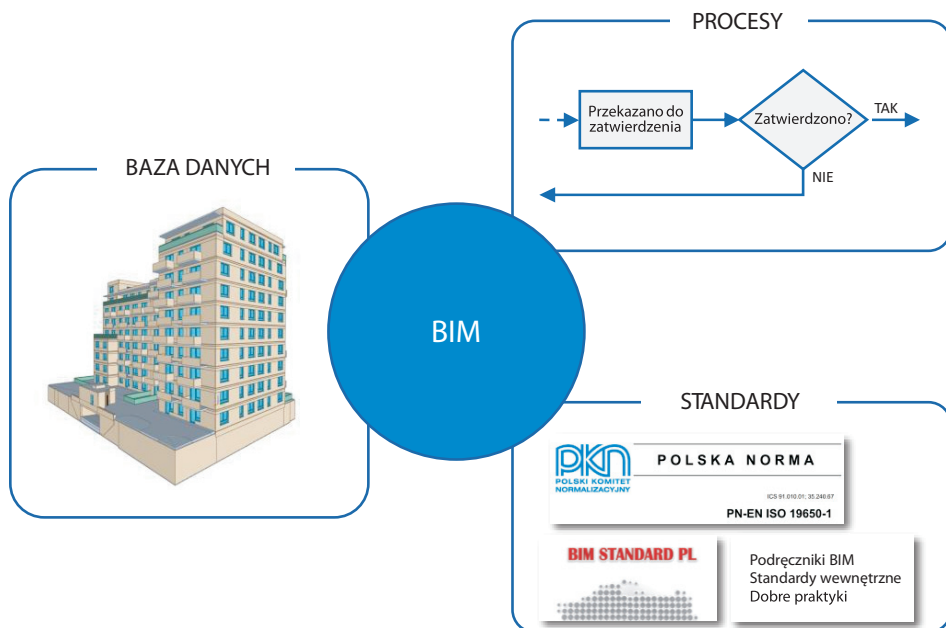 PROCESY
Przekazano do
zatwierdzenia
Zatwierdzono?
TAK
NIE
BAZA DANYCH
BIM
STANDARDY
PKN
POLSKI KOMITET
NORMALIZACYJNY
POLSKA NORMA
ICS 91.010.01; 35.240.67
PN-EN ISO 19650-1
BIM STANDARD PL
Podręczniki BIM
Standardy wewnętrzne
Dobre praktyki